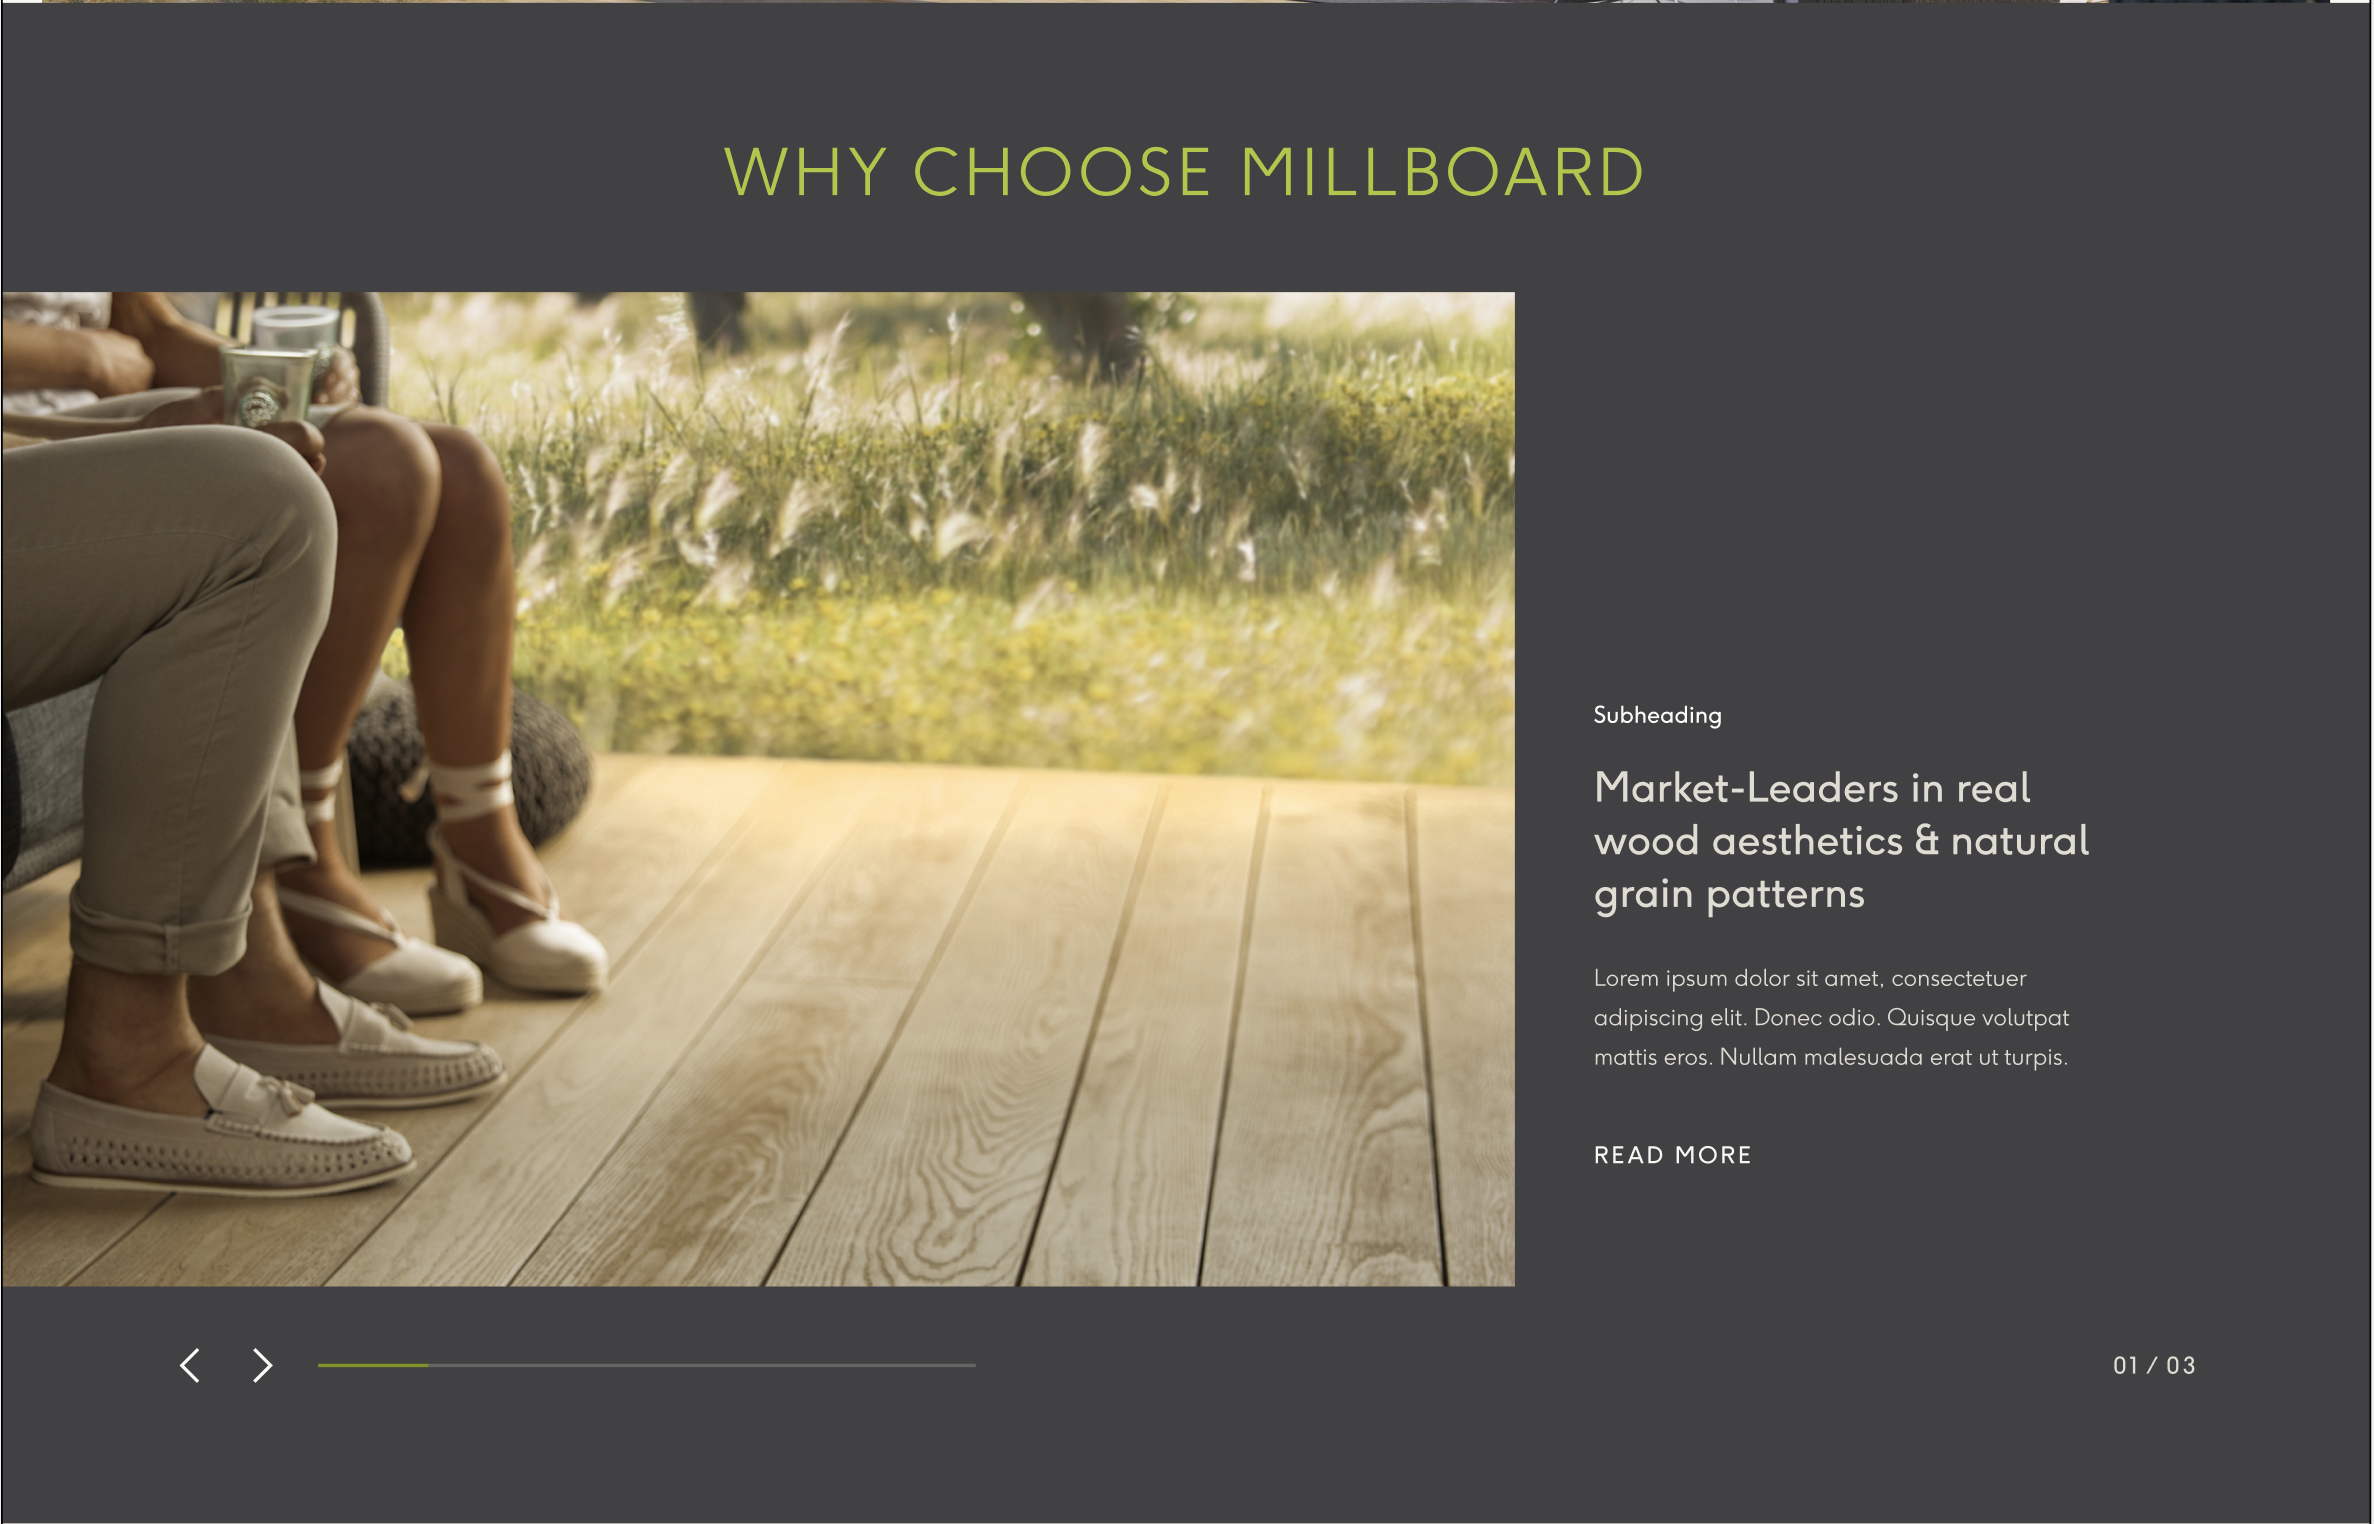 WHY CHOOSE MILLBOARD
Subheading
Market-Leaders in real
wood aesthetics & natural
grain patterns
Lorem ipsum dolor sit amet, consectetuer
adipiscing elit. Donec odio. Quisque volutpat
mattis eros. Nullam malesuada erat ut turpis.
READ MORE
01 / 03